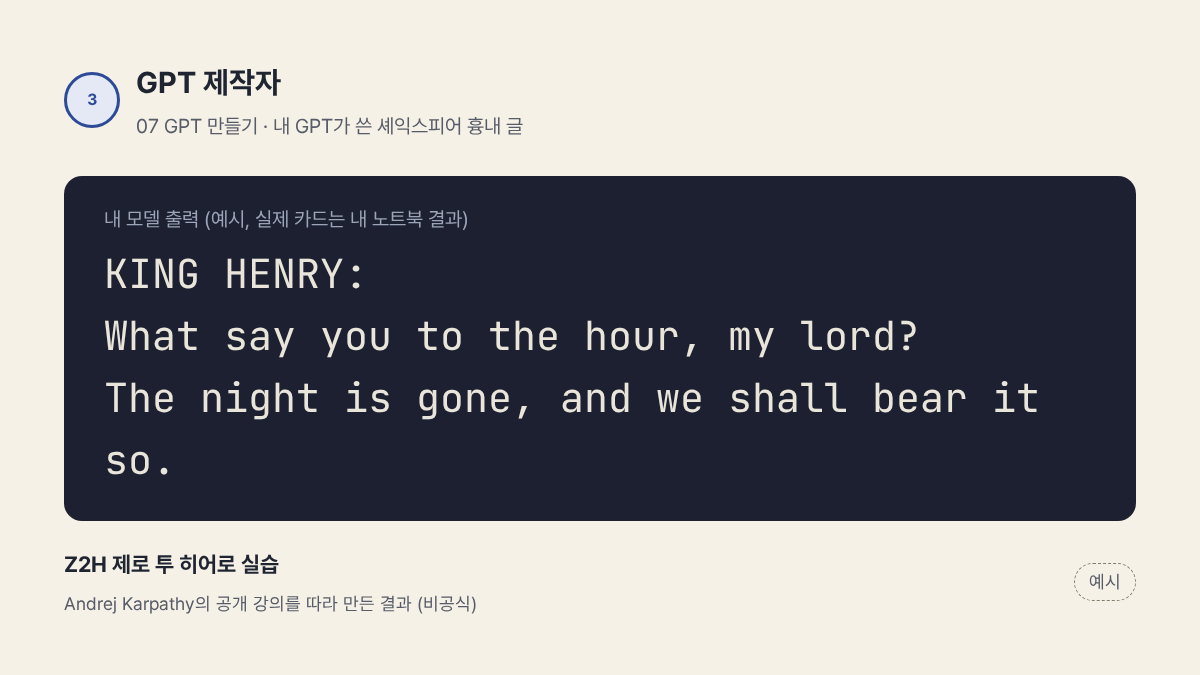 3
GPT 제작자
07 GPT 만들기 · 내 GPT가 쓴 셰익스피어 흉내 글
내 모델 출력 (예시, 실제 카드는 내 노트북 결과)
KING HENRY:
What say you to the hour, my lord?
The night is gone, and we shall bear it
so.
Z2H 제로 투 히어로 실습
Andrej Karpathy의 공개 강의를 따라 만든 결과 (비공식)
예시